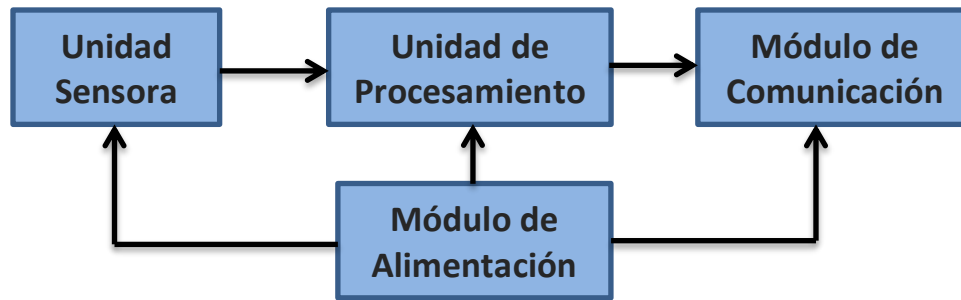 Unidad
Sensora
Unidad de
Procesamiento
Módulo de
Comunicación
Módulo de
Alimentación